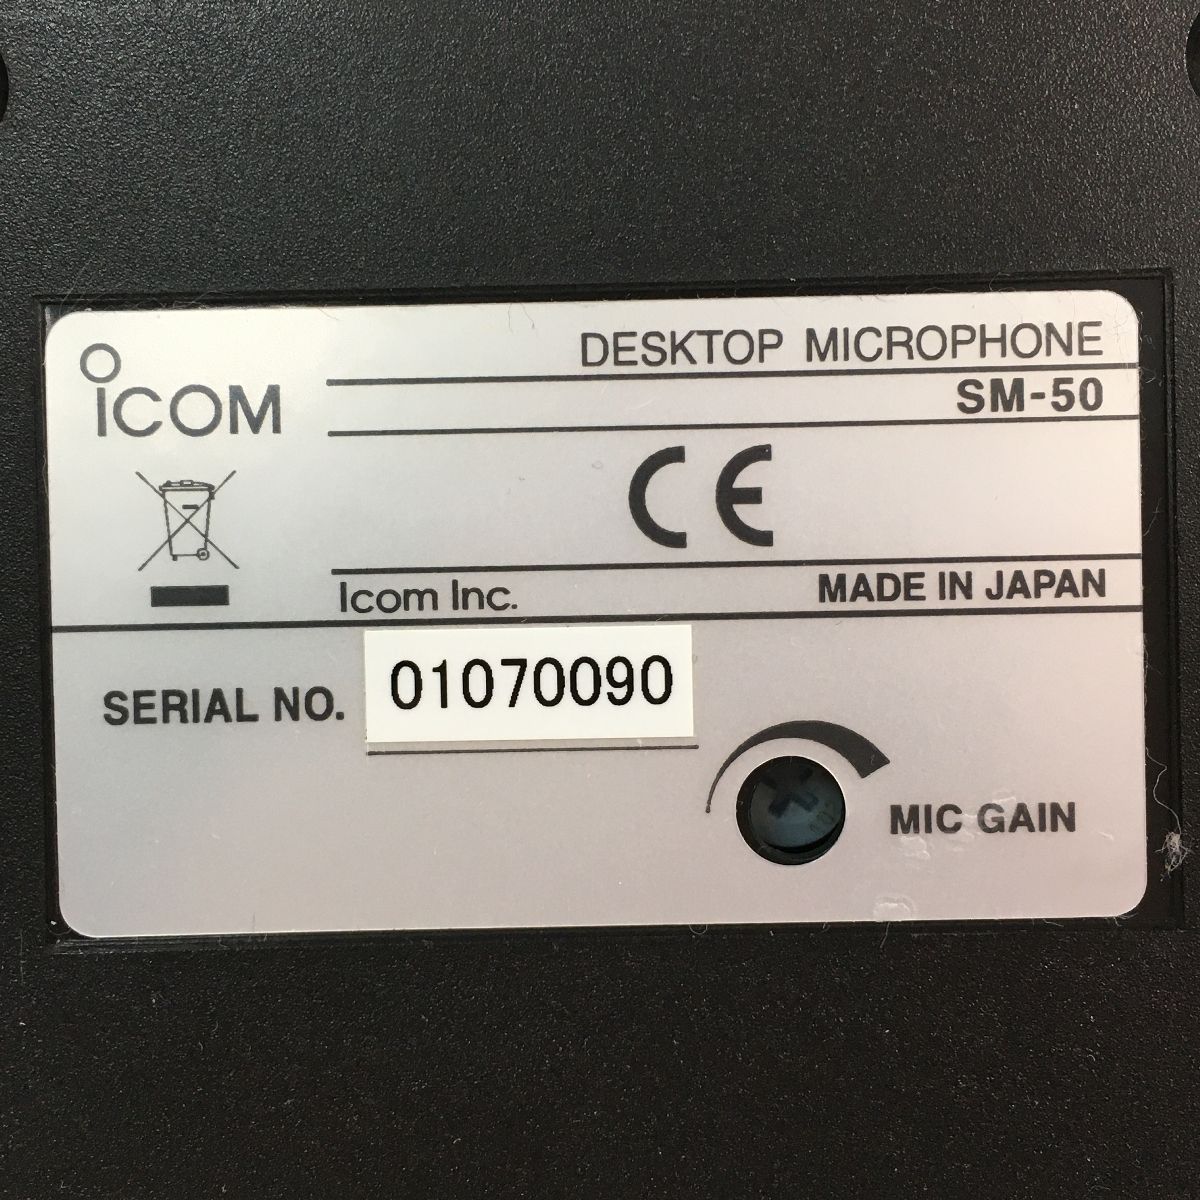 DESKTOP MICROPHONE
ICOM
SM-50
CE
Icom Inc.
MADE IN JAPAN
SERIAL NO. 01070090
MIC GAIN